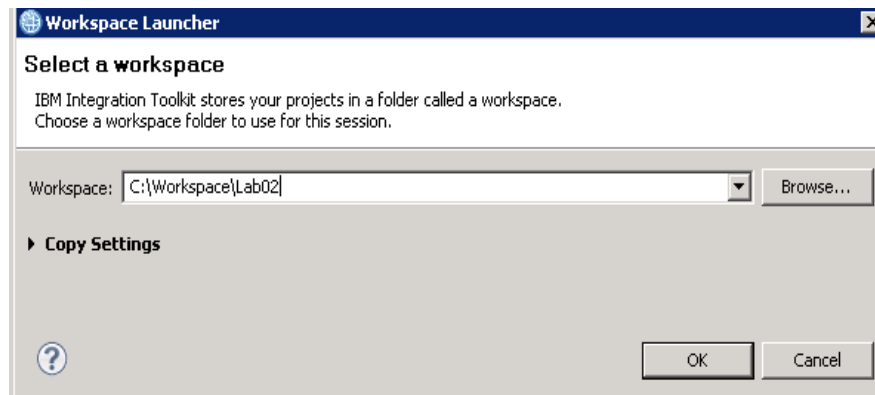 Workspace Launcher
Select a workspace
IBM Integration Toolkit stores your projects in a folder called a workspace.
Choose a workspace folder to use for this session.
Workspace: C:\Workspace\Lab02 Browse...
Copy Settings
? OK Cancel